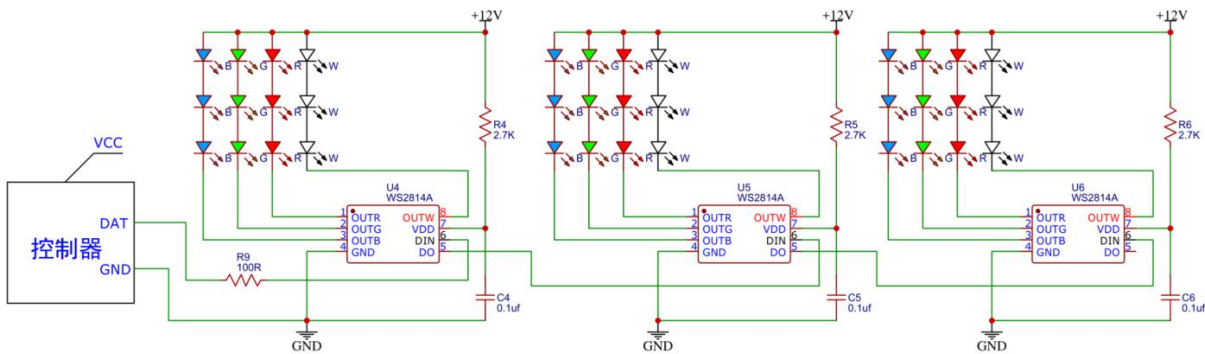 +12V
+12V
+12V
B
G
R
W
B
G
R
W
B
G
R
W
R4
2.7K
R5
2.7K
R6
2.7K
B
G
R
W
B
G
R
W
B
G
R
W
B
G
R
W
B
G
R
W
B
G
R
W
VCC
DAT
控制器
GND
R9
100R
U4
WS2814A
1 OUTR OUTW 8
2 OUTG VDD 7
3 OUTB DIN 6
4 GND DO 5
C4
0.1uf
GND
U5
WS2814A
1 OUTR OUTW 8
2 OUTG VDD 7
3 OUTB DIN 6
4 GND DO 5
C5
0.1uf
GND
U6
WS2814A
1 OUTR OUTW 8
2 OUTG VDD 7
3 OUTB DIN 6
4 GND DO 5
C6
0.1uf
GND